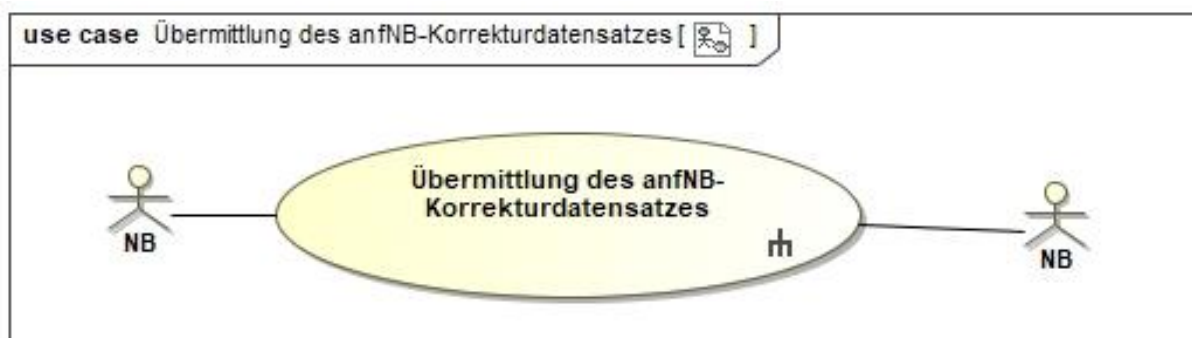 use case Übermittlung des anfNB-Korrekturdatensatzes [ ]
Übermittlung des anfNB-
Korrekturdatensatzes
NB
NB